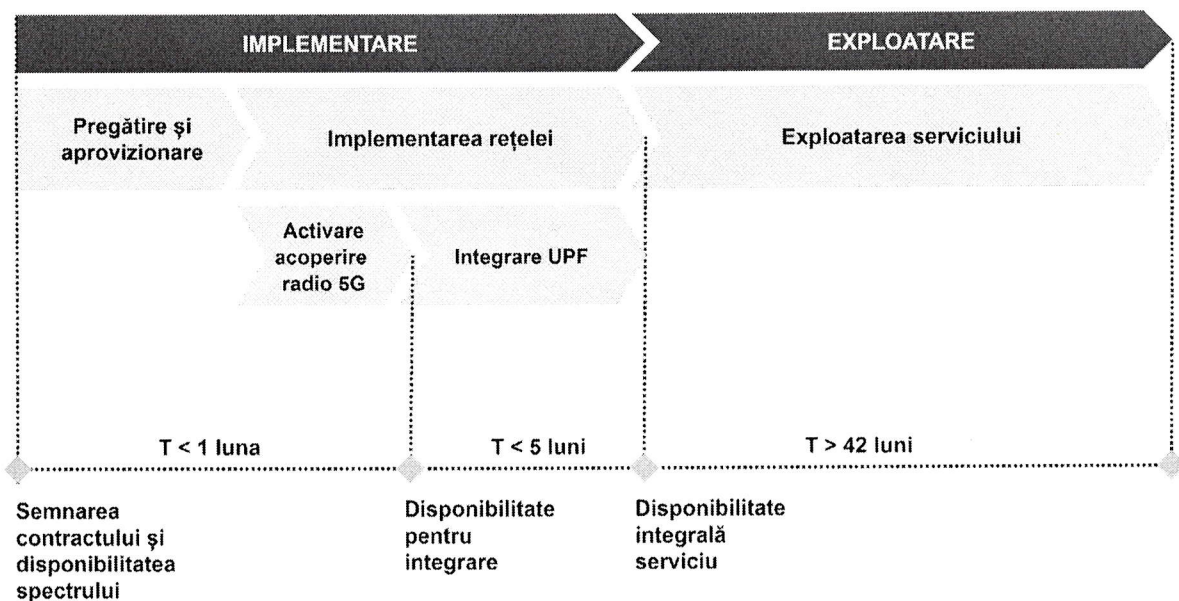 IMPLEMENTARE
EXPLOATARE
Pregătire și
aprovizionare
Implementarea rețelei
Exploatarea serviciului
Activare
acoperire
radio 5G
Integrare UPF
T < 1 luna
T < 5 luni
T > 42 luni
Semnarea
contractului și
disponibilitatea
spectrului
Disponibilitate
pentru
integrare
Disponibilitate
integrală
serviciu